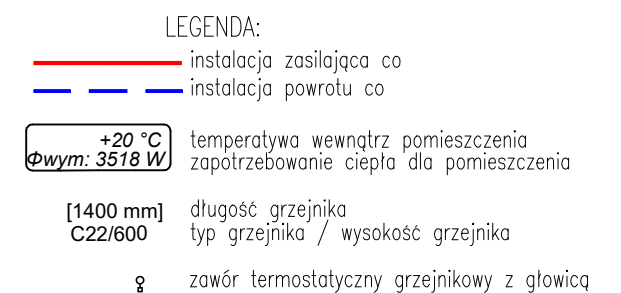 LEGENDA:
instalacja zasilająca co
instalacja powrotu co
+20 °C temperatywa wewnątrz pomieszczenia
Φwym: 3518 W zapotrzebowanie ciepła dla pomieszczenia
[1400 mm] długość grzejnika
C22/600 typ grzejnika / wysokość grzejnika
zawór termostatyczny grzejnikowy z głowicą